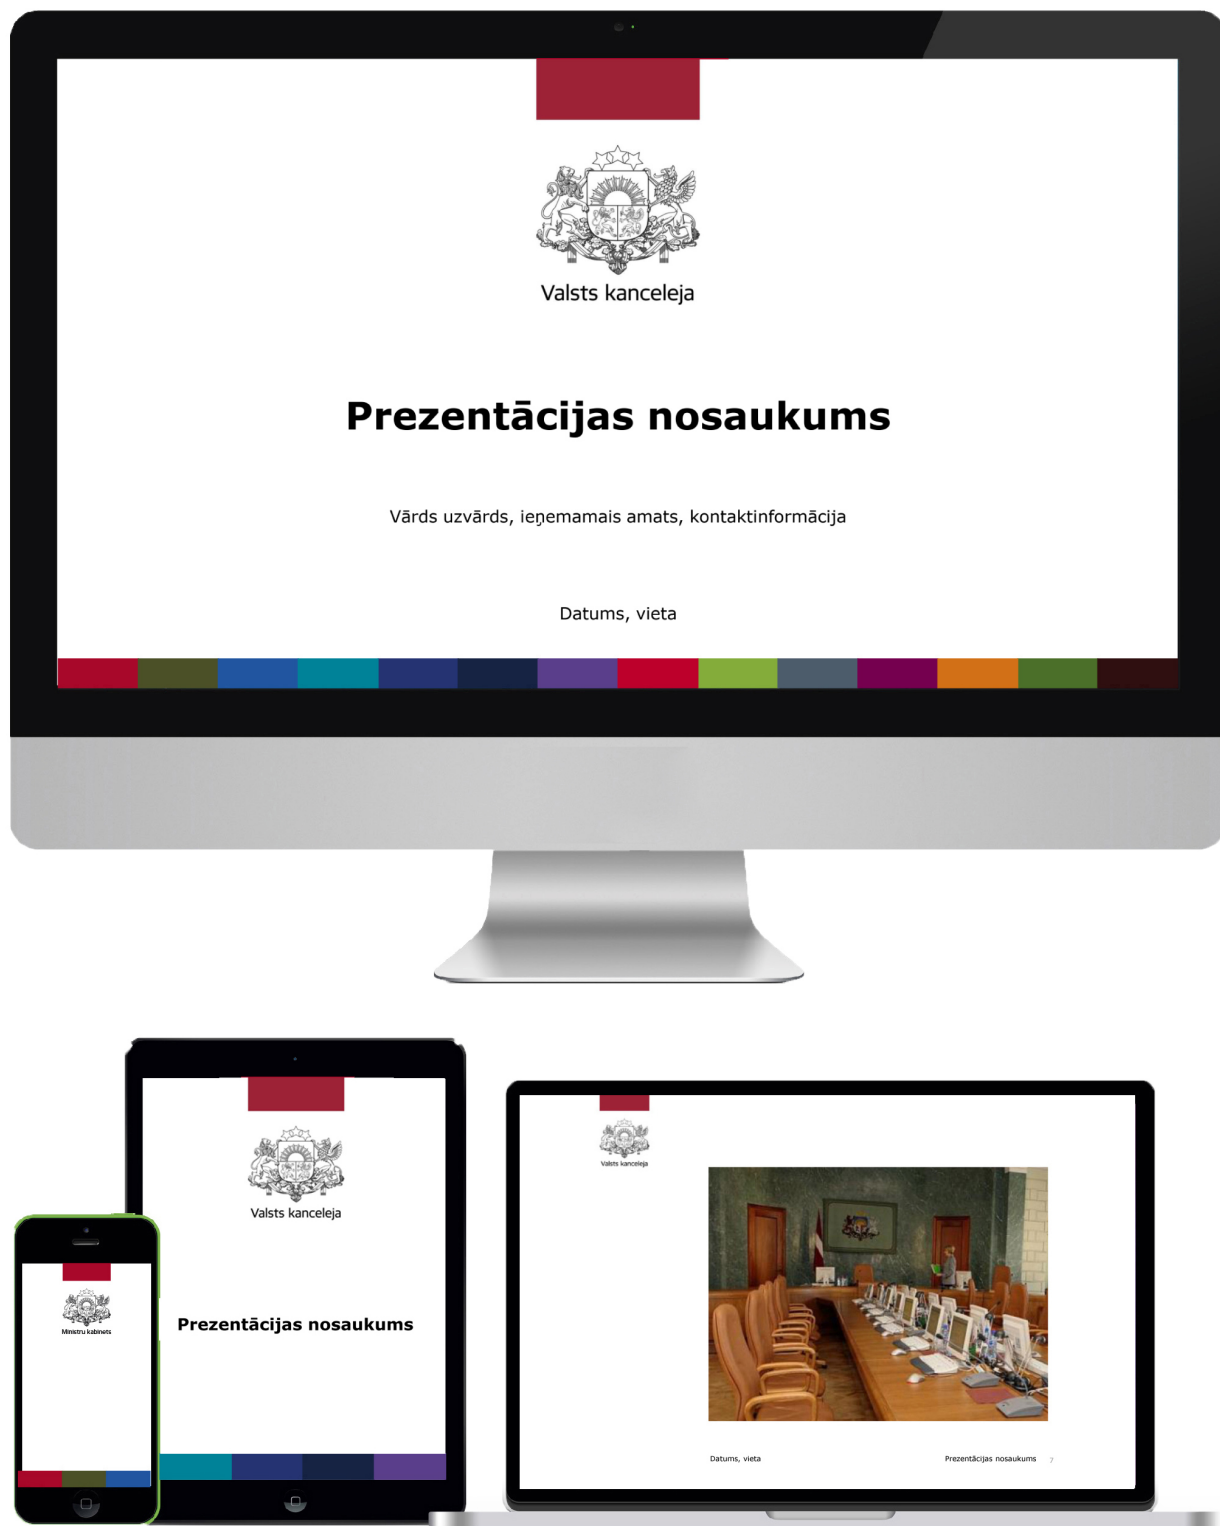 Valsts kanceleja
Prezentācijas nosaukums
Vārds uzvārds, ieņemamais amats, kontaktinformācija
Datums, vieta
Valsts kanceleja
Prezentācijas nosaukums
Ministru kabinets
Valsts kanceleja
Datums, vieta
Prezentācijas nosaukums 7